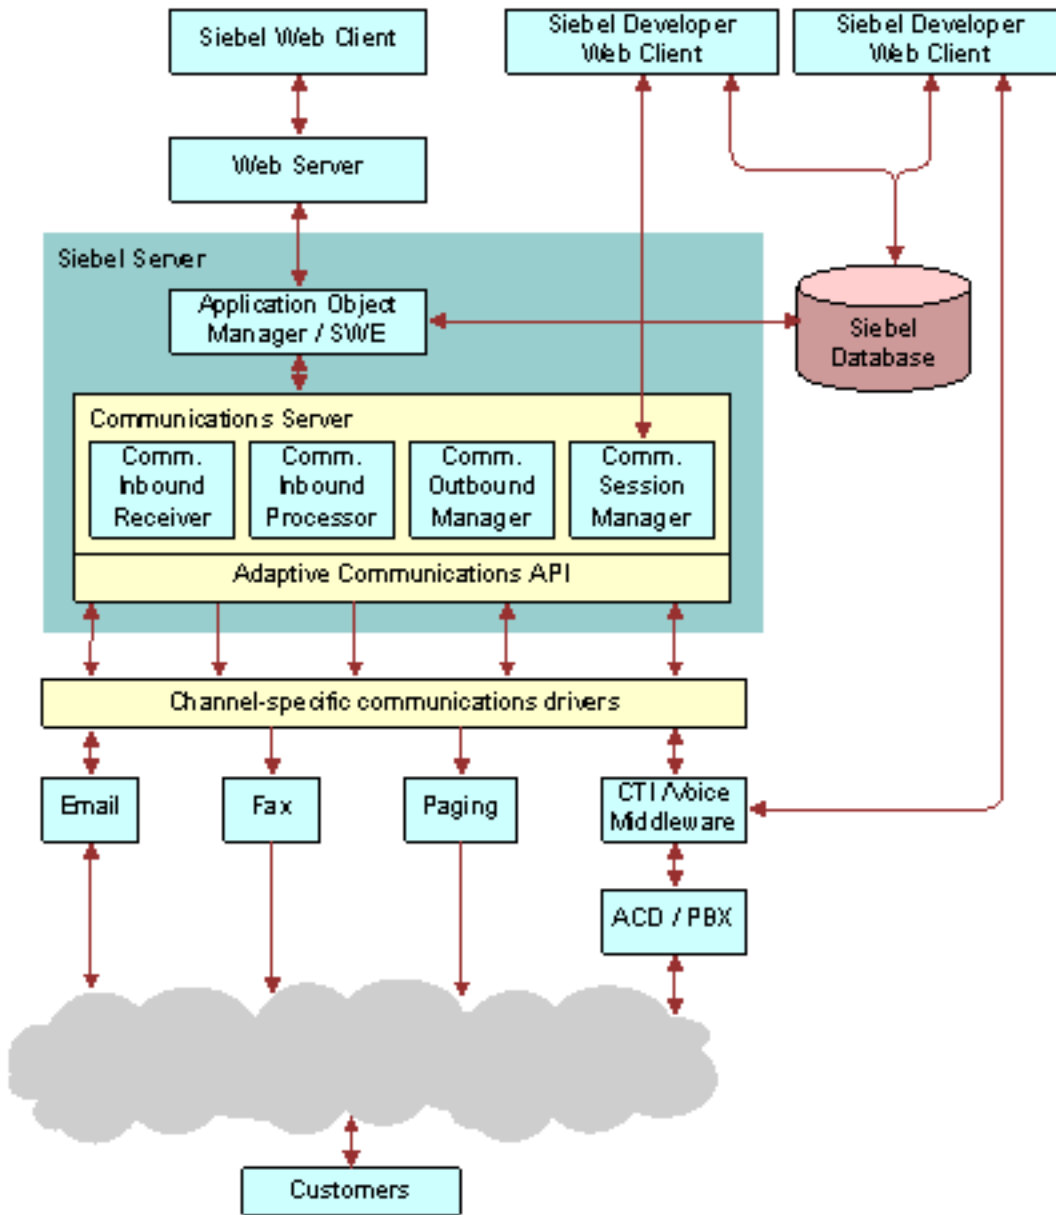 Siebel Web Client
Siebel Developer
Web Client
Siebel Developer
Web Client
Web Server
Siebel Server
Application Object
Manager / SWE
Siebel
Database
Communications Server
Comm.
Inbound
Receiver
Comm.
Inbound
Processor
Comm.
Outbound
Manager
Comm.
Session
Manager
Adaptive Communications API
Channel-specific communications drivers
Email
Fax
Paging
CTI /Voice
Middleware
ACD / PBX
Customers